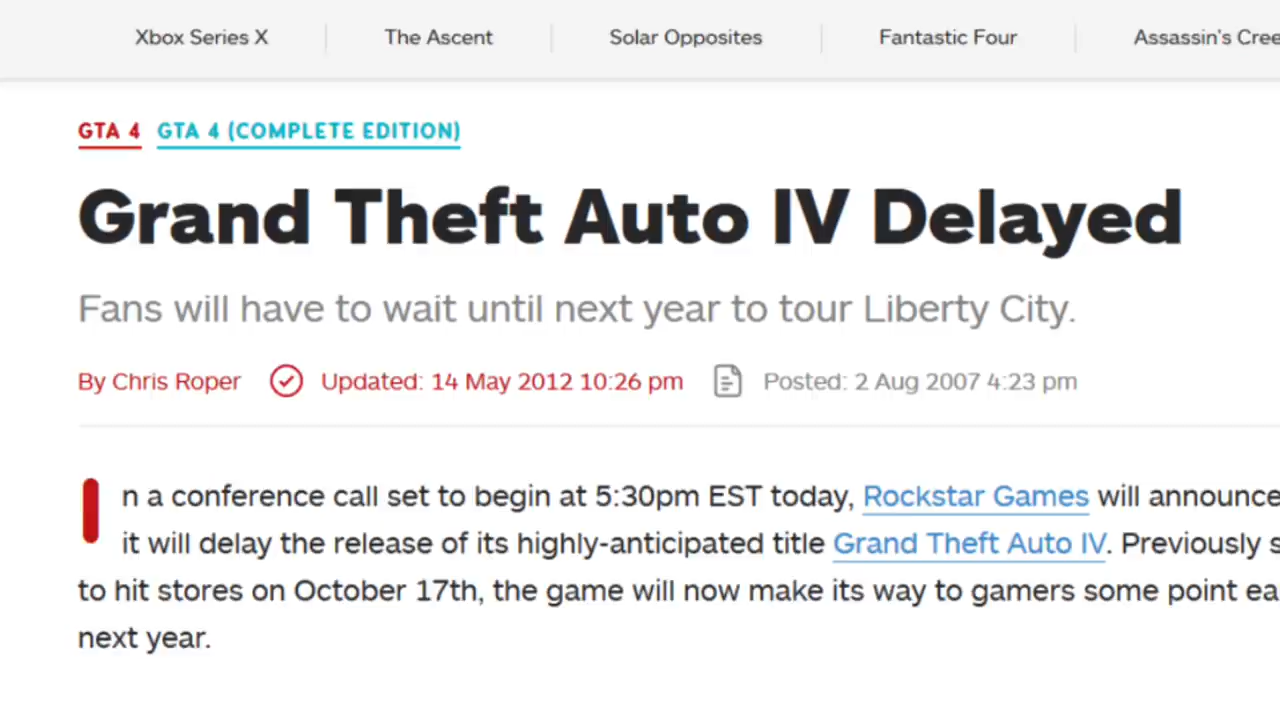 Xbox Series X The Ascent Solar Opposites Fantastic Four Assassin's
GTA 4 GTA 4 (COMPLETE EDITION)
Grand Theft Auto IV Delayed
Fans will have to wait until next year to tour Liberty City.
By Chris Roper Updated: 14 May 2012 10:26 pm Posted: 2 Aug 2007 4:23 pm
In a conference call set to begin at 5:30pm EST today, Rockstar Games will announce
it will delay the release of its highly-anticipated title Grand Theft Auto IV. Previously
to hit stores on October 17th, the game will now make its way to gamers some point
next year.